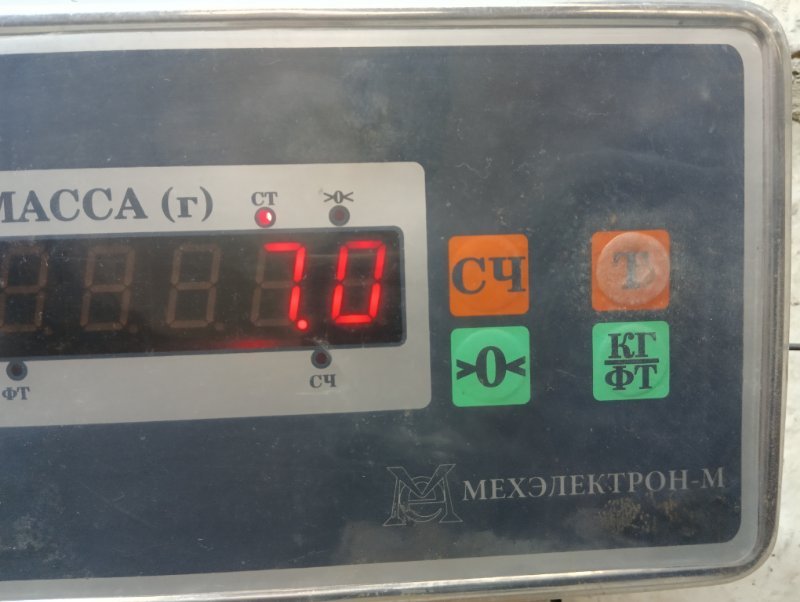 МАССА (г)
СТ
>0<
7.0
ФТ
СЧ
СЧ
Т
>0<
КГ
ФТ
МЕХЭЛЕКТРОН-М